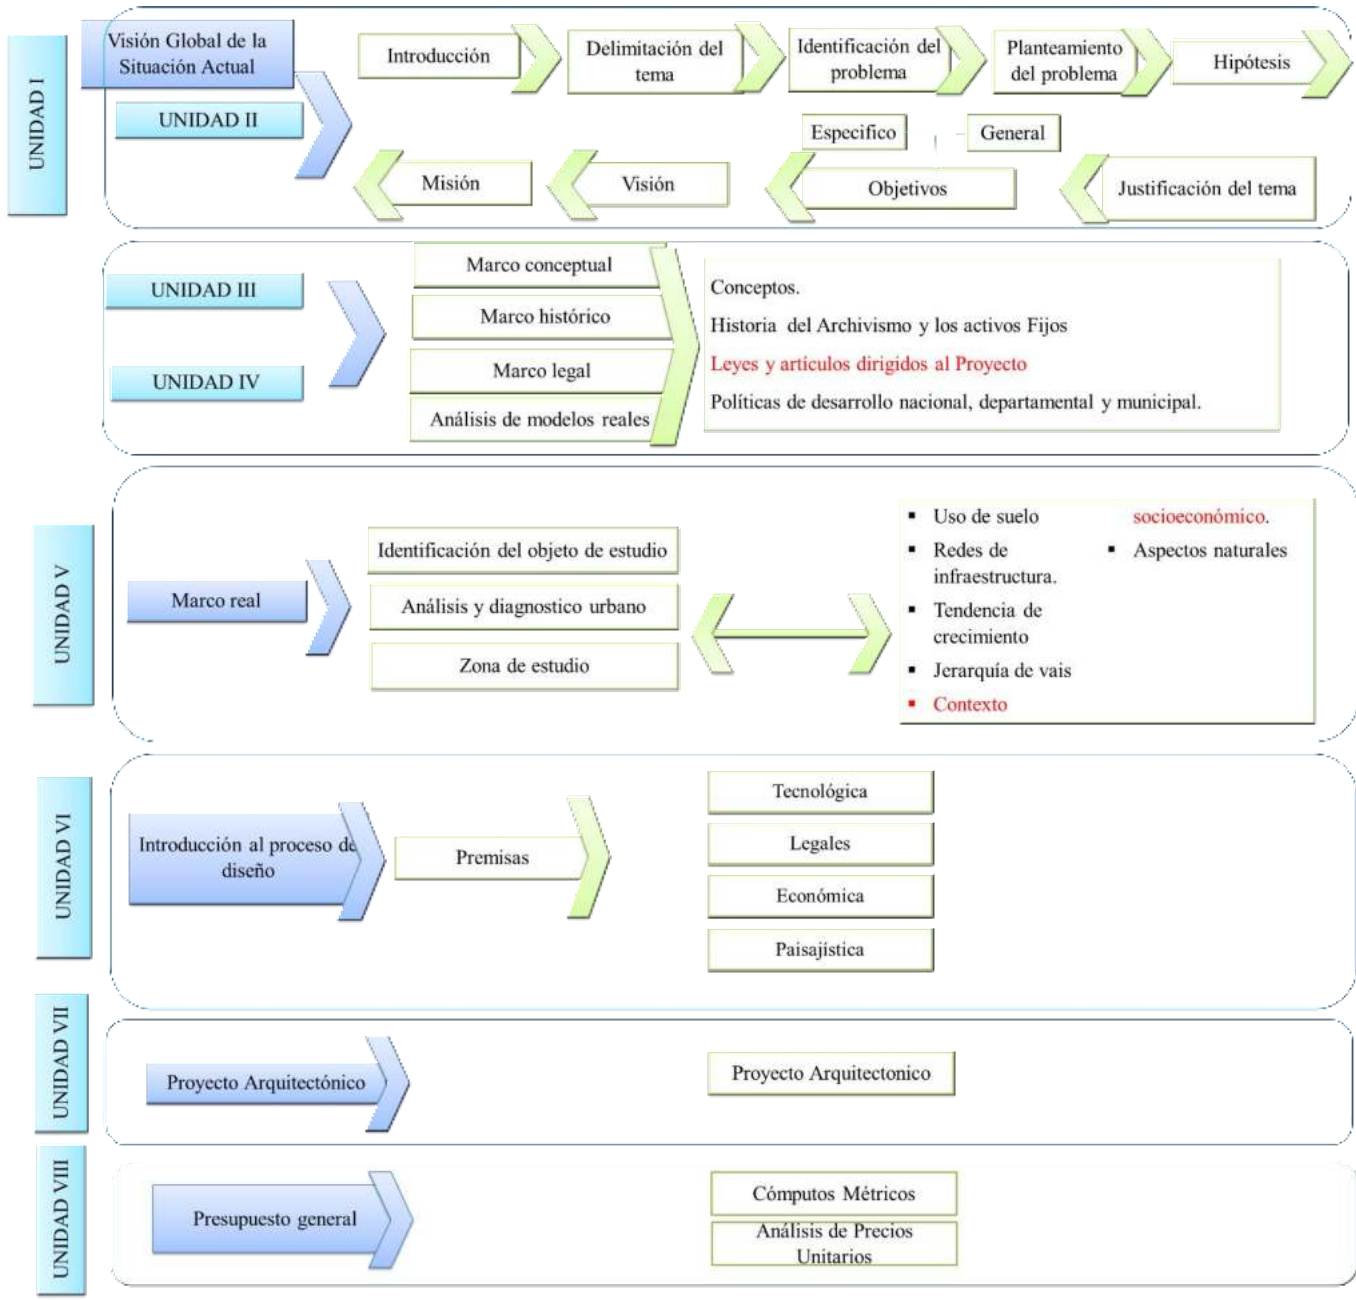 UNIDAD I
Visión Global de la
Situación Actual
UNIDAD II
Introducción
Delimitación del
tema
Identificación del
problema
Planteamiento
del problema
Hipótesis
Especifico
General
Misión
Visión
Objetivos
Justificación del tema
UNIDAD III
UNIDAD IV
Marco conceptual
Marco histórico
Marco legal
Análisis de modelos reales
Conceptos.
Historia del Archivismo y los activos Fijos
Leyes y artículos dirigidos al Proyecto
Políticas de desarrollo nacional, departamental y municipal.
UNIDAD V
Marco real
Identificación del objeto de estudio
Análisis y diagnostico urbano
Zona de estudio
▪ Uso de suelo
▪ Redes de
infraestructura.
▪ Tendencia de
crecimiento
▪ Jerarquía de vais
▪ Contexto
socioeconómico.
▪ Aspectos naturales
UNIDAD VI
Introducción al proceso de
diseño
Premisas
Tecnológica
Legales
Económica
Paisajística
UNIDAD VII
Proyecto Arquitectónico
Proyecto Arquitectonico
UNIDAD VIII
Presupuesto general
Cómputos Métricos
Análisis de Precios
Unitarios